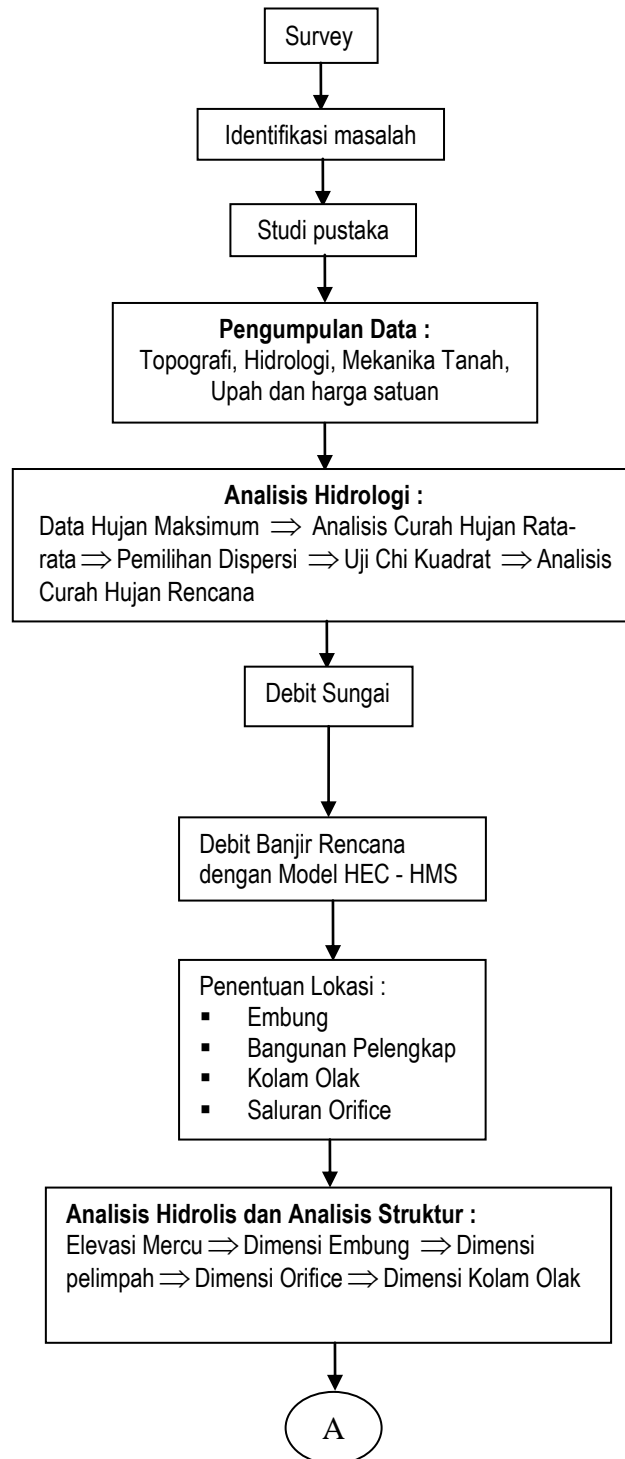 Survey
Identifikasi masalah
Studi pustaka
Pengumpulan Data :
Topografi, Hidrologi, Mekanika Tanah,
Upah dan harga satuan
Analisis Hidrologi :
Data Hujan Maksimum ⇒ Analisis Curah Hujan Rata-
rata ⇒ Pemilihan Dispersi ⇒ Uji Chi Kuadrat ⇒ Analisis
Curah Hujan Rencana
Debit Sungai
Debit Banjir Rencana
dengan Model HEC - HMS
Penentuan Lokasi :
▪ Embung
▪ Bangunan Pelengkap
▪ Kolam Olak
▪ Saluran Orifice
Analisis Hidrolis dan Analisis Struktur :
Elevasi Mercu ⇒ Dimensi Embung ⇒ Dimensi
pelimpah ⇒ Dimensi Orifice ⇒ Dimensi Kolam Olak
A